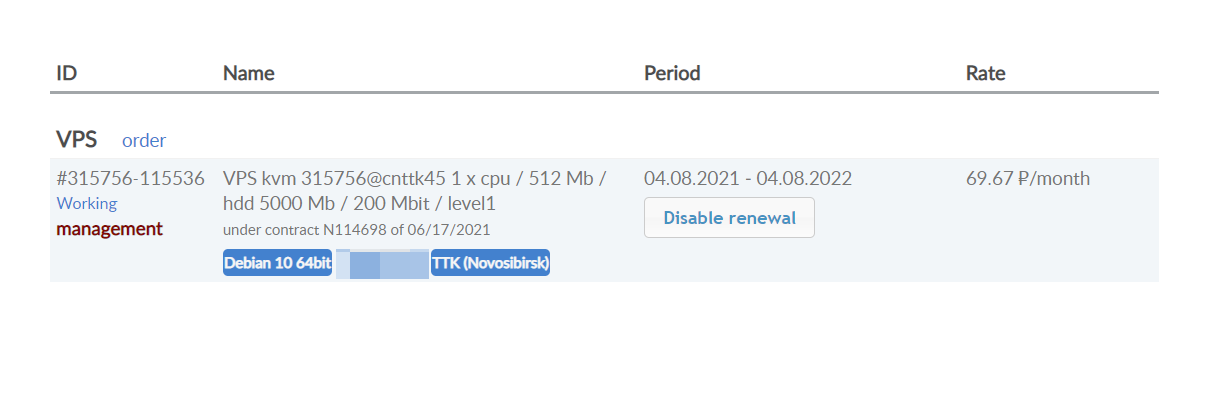 ID Name Period Rate
VPS order
#315756-115536 VPS kvm 315756@cnttk45 1 x cpu / 512 Mb / 04.08.2021 - 04.08.2022 69.67 ₽/month
Working hdd 5000 Mb / 200 Mbit / level1 Disable renewal
management under contract N114698 of 06/17/2021
Debian 10 64bit TTK (Novosibirsk)